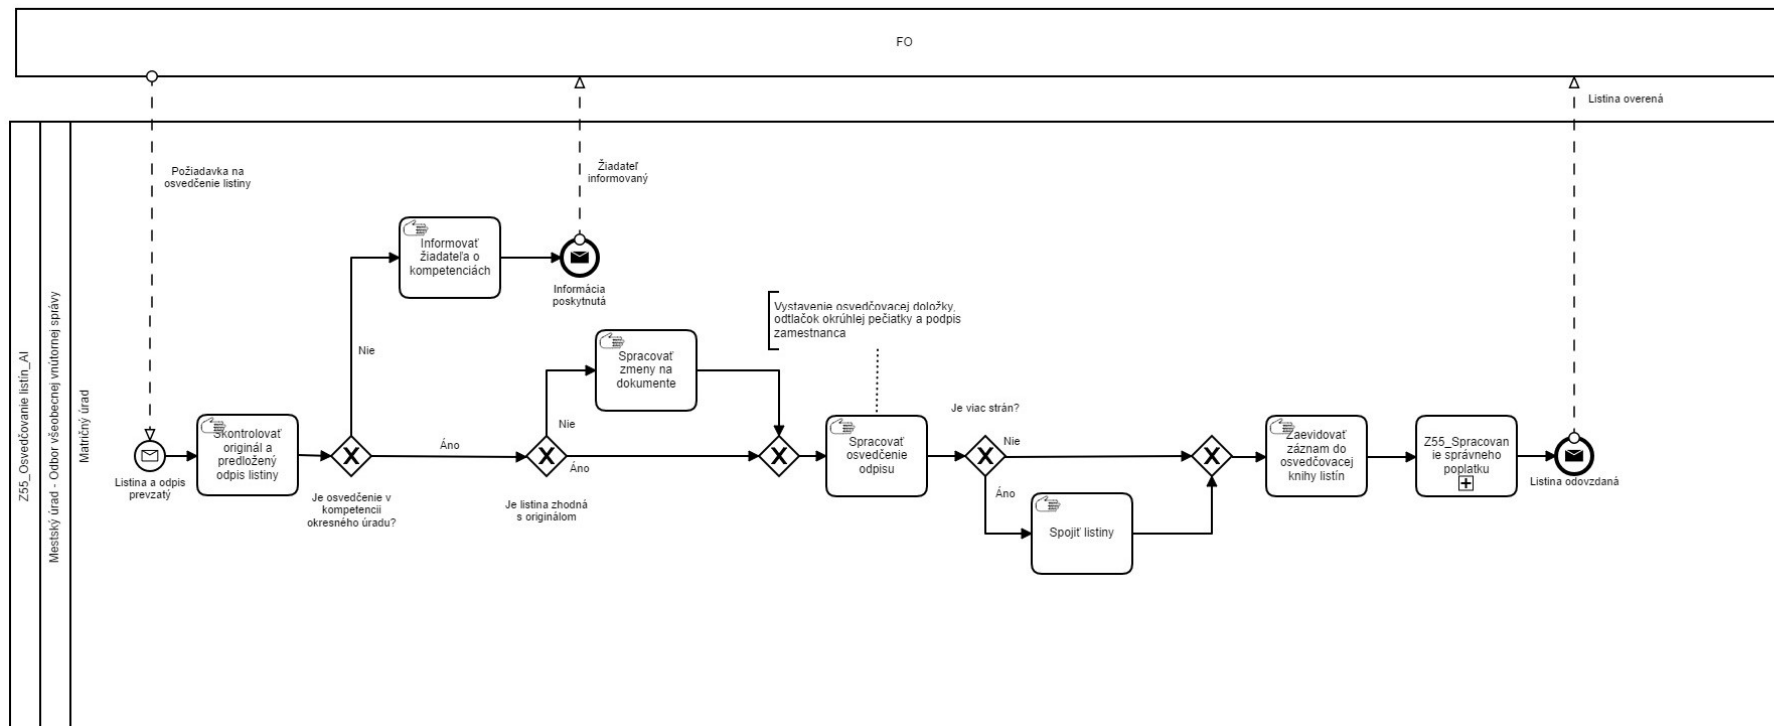 FO
Listina overená
Požiadavka na
osvedčenie listiny
Žiadateľ
informovaný
Z55_Osvedčovanie listín_AI
Mestský úrad - Odbor všeobecnej vnútornej správy
Matričný úrad
Informovať
žiadateľa o
kompetenciách
Informácia
poskytnutá
Vystavenie osvedčovacej doložky,
odtlačok okrúhlej pečiatky a podpis
zamestnanca
Nie
Spracovať
zmeny na
dokumente
Nie
Je viac strán?
Listina a odpis
prevzatý
Skontrolovať
originál a
predložený
odpis listiny
X
Je osvedčenie v
kompetencii
okresného úradu?
Áno
X
Áno
Je listina zhodná
s originálom
X
Spracovať
osvedčenie
odpisu
X
Nie
Áno
Spojiť listiny
X
Zaevidovať
záznam do
osvedčovacej
knihy listín
Z55_Spracovan
ie správneho
poplatku
Listina odovzdaná